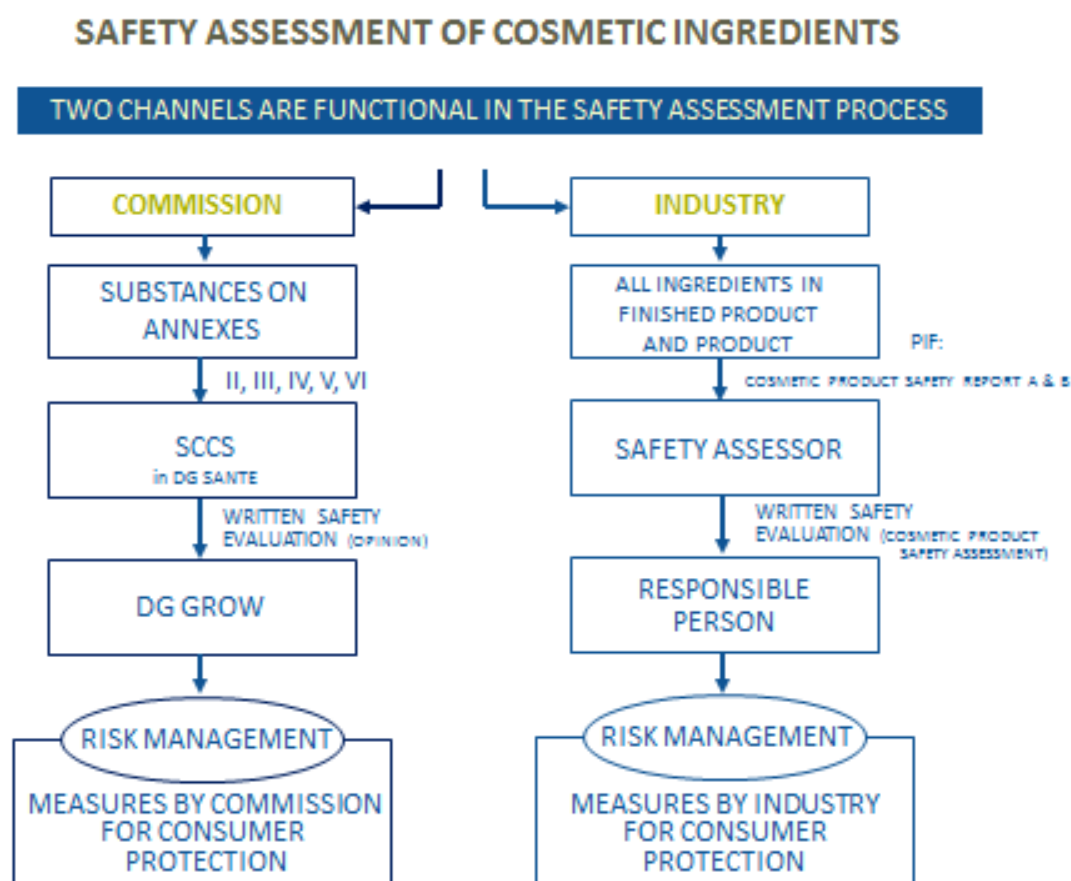 SAFETY ASSESSMENT OF COSMETIC INGREDIENTS
TWO CHANNELS ARE FUNCTIONAL IN THE SAFETY ASSESSMENT PROCESS
COMMISSION
SUBSTANCES ON
ANNEXES
II, III, IV, V, VI
SCCS
in DG SANTE
WRITTEN SAFETY
EVALUATION (OPINION)
DG GROW
RISK MANAGEMENT
MEASURES BY COMMISSION
FOR CONSUMER
PROTECTION
INDUSTRY
ALL INGREDIENTS IN
FINISHED PRODUCT
AND PRODUCT
PIF:
COSMETIC PRODUCT SAFETY REPORT A & B
SAFETY ASSESSOR
WRITTEN SAFETY
EVALUATION (COSMETIC PRODUCT
SAFETY ASSESSMENT)
RESPONSIBLE
PERSON
RISK MANAGEMENT
MEASURES BY INDUSTRY
FOR CONSUMER
PROTECTION